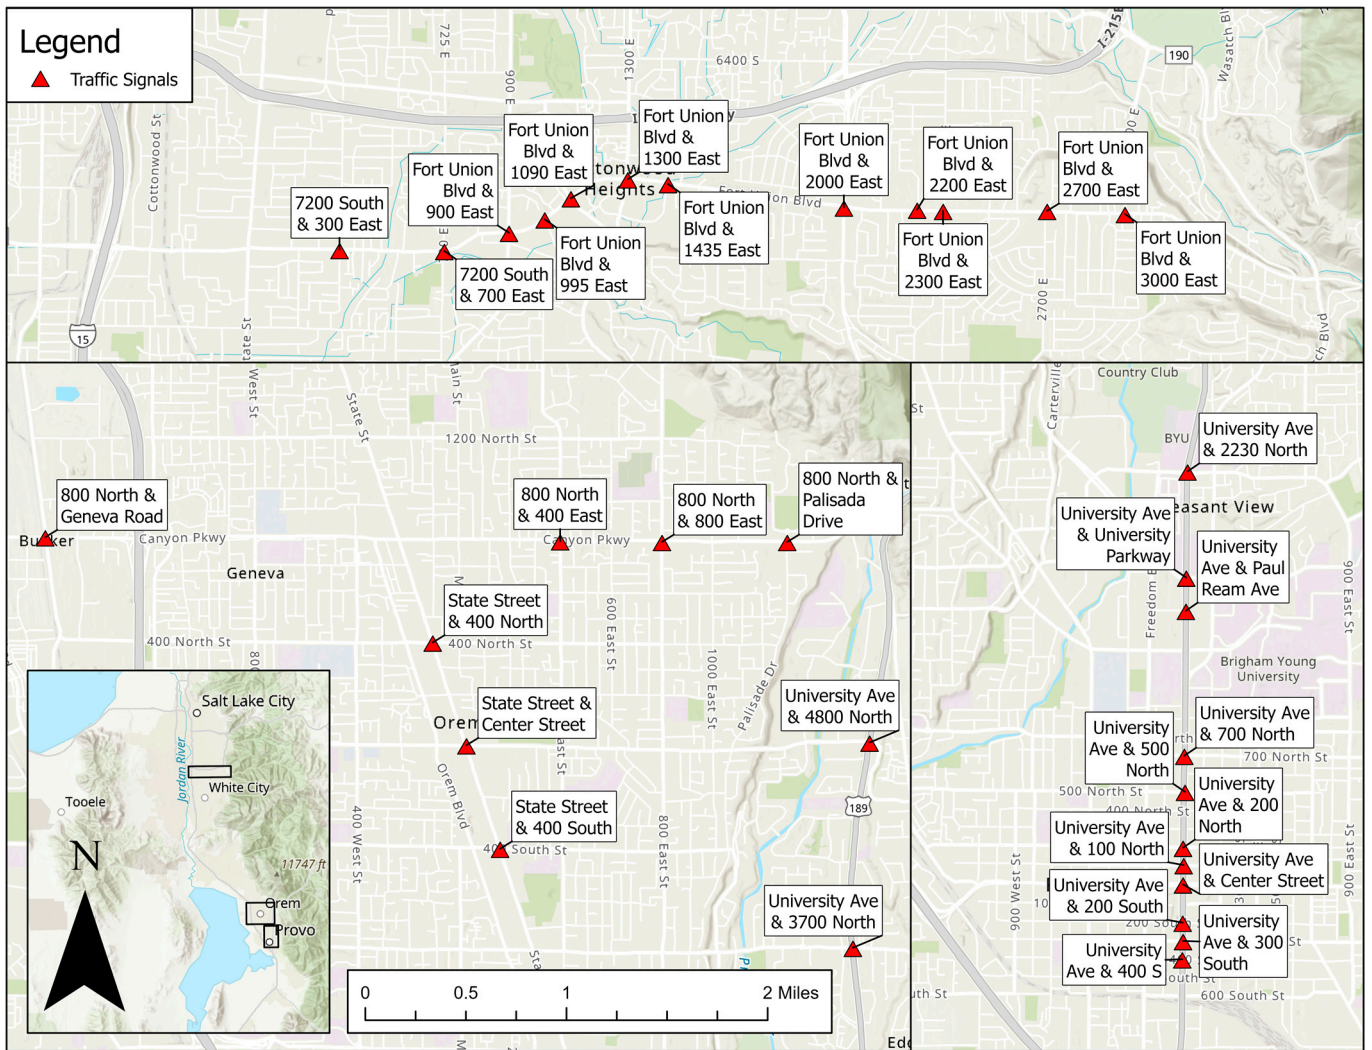 Legend
Traffic Signals
725 E
900 E
1300 E
6400 S
I-215E
190
Wasatch Bl
Cottonwood St
Heights
2700 E
15
7200 South
& 300 East
Fort Union
Blvd &
900 East
Fort Union
Blvd &
1090 East
Fort Union
Blvd &
1300 East
7200 South
& 700 East
Fort Union
Blvd &
995 East
Fort Union
Blvd &
1435 East
Fort Union
Blvd &
2000 East
Fort Union
Blvd &
2200 East
Fort Union
Blvd &
2300 East
Fort Union
Blvd &
2700 East
Fort Union
Blvd &
3000 East
West St
State St
1200 North St
800 North &
Geneva Road
Canyon Pkwy
Geneva
800 North
& 400 East
Canyon Pkwy
800 North
& 800 East
800 North &
Palisada
Drive
State Street
& 400 North
400 North St
400 North St
600 East St
1000 East St
Palisade Dr
State Street &
Center Street
Orem
Orem Blvd
University Ave
& 4800 North
189
State Street
& 400 South
400 West St
800 East St
University Ave
& 3700 North
Salt Lake City
Jordan River
White City
Tooele
N
11747 ft
Orem
Provo
0 0.5 1 2 Miles
Country Club
BYU
University Ave
& 2230 North
University Ave
& University
Parkway
University
Ave & Paul
Ream Ave
900 East St
Brigham Young
University
University Ave
& 700 North
700 North St
University
Ave & 500
North
500 North St
400 North St
University
Ave & 200
North
University Ave
& 100 North
University Ave
& Center Street
900 West St
900 East St
University Ave
& 200 South
University
Ave & 300
South
University
Ave & 400 S
600 South St